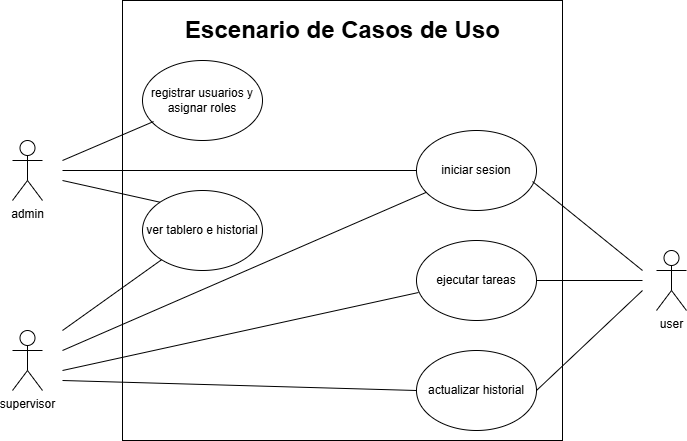 Escenario de Casos de Uso
registrar usuarios y
asignar roles
iniciar sesion
admin
ver tablero e historial
ejecutar tareas
user
actualizar historial
supervisor